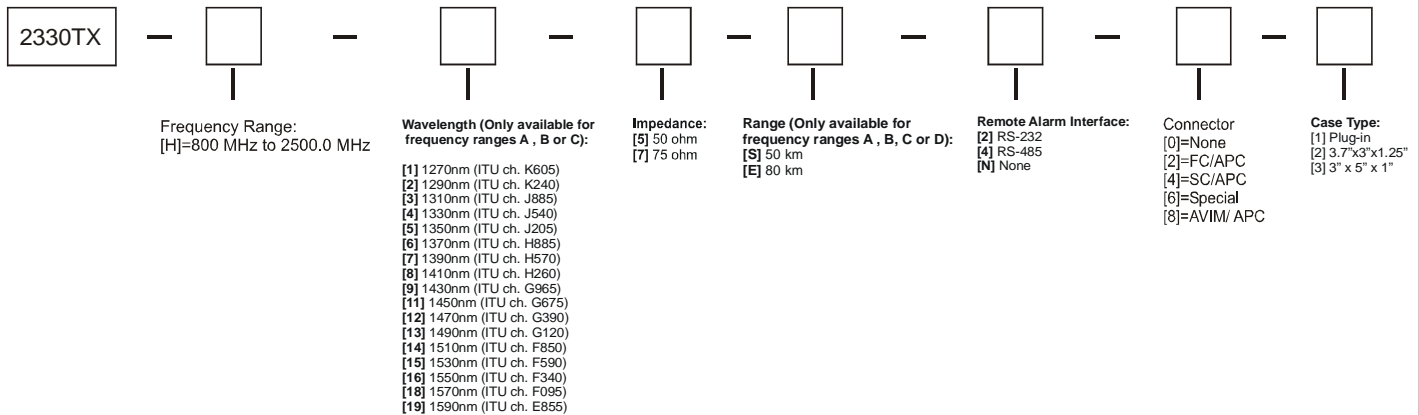 2330TX
Frequency Range:
[H]=800 MHz to 2500.0 MHz
Wavelength (Only available for
frequency ranges A , B or C):
[1] 1270nm (ITU ch. K605)
[2] 1290nm (ITU ch. K240)
[3] 1310nm (ITU ch. J885)
[4] 1330nm (ITU ch. J540)
[5] 1350nm (ITU ch. J205)
[6] 1370nm (ITU ch. H885)
[7] 1390nm (ITU ch. H570)
[8] 1410nm (ITU ch. H260)
[9] 1430nm (ITU ch. G965)
[11] 1450nm (ITU ch. G675)
[12] 1470nm (ITU ch. G390)
[13] 1490nm (ITU ch. G120)
[14] 1510nm (ITU ch. F850)
[15] 1530nm (ITU ch. F590)
[16] 1550nm (ITU ch. F340)
[18] 1570nm (ITU ch. F095)
[19] 1590nm (ITU ch. E855)
Impedance:
[5] 50 ohm
[7] 75 ohm
Range (Only available for
frequency ranges A, B, C or D):
[S] 50 km
[E] 80 km
Remote Alarm Interface:
[2] RS-232
[4] RS-485
[N] None
Connector
[0]=None
[2]=FC/APC
[4]=SC/APC
[6]=Special
[8]=AVIM/ APC
Case Type:
[1] Plug-in
[2] 3.7”x3”x1.25”
[3] 3” x 5” x 1”